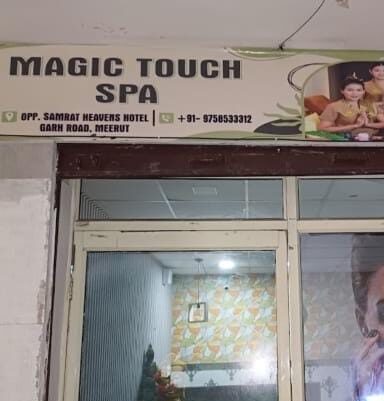 MAGIC TOUCH
SPA
OPP. SAMRAT HEAVENS HOTEL | +91- 9758533312
GARH ROAD, MEERUT